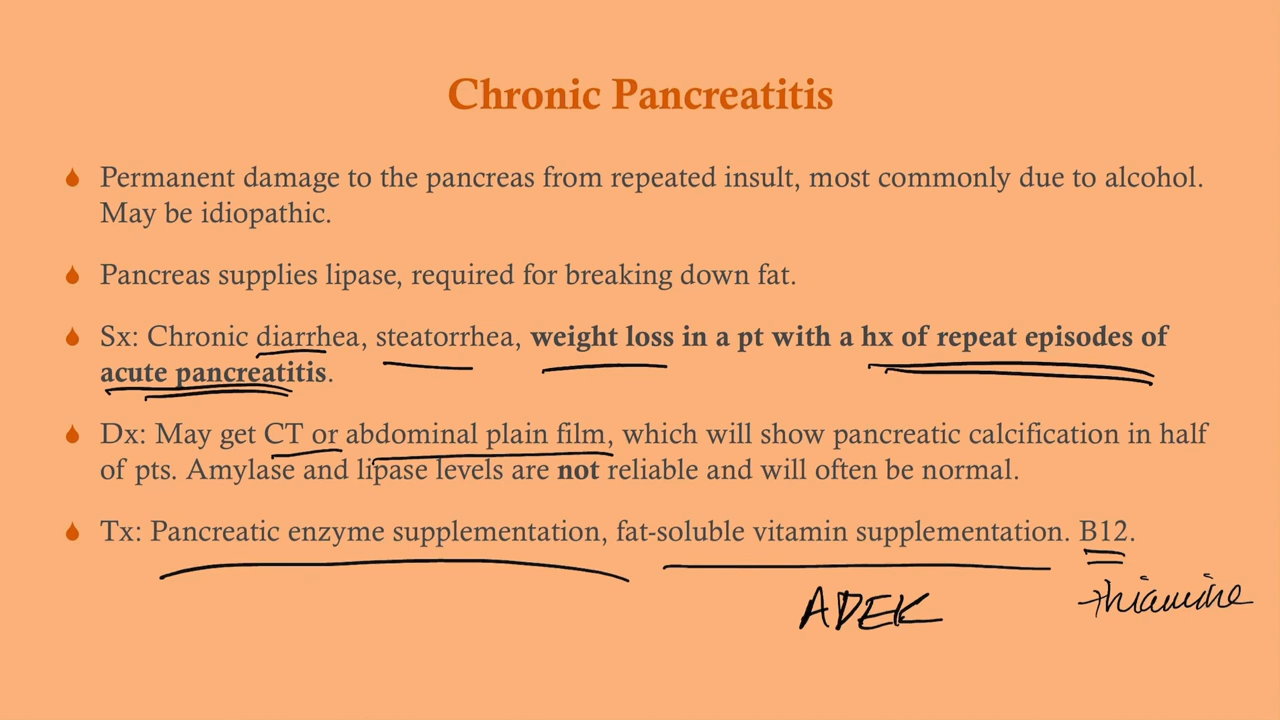 Chronic Pancreatitis
Permanent damage to the pancreas from repeated insult, most commonly due to alcohol.
May be idiopathic.
Pancreas supplies lipase, required for breaking down fat.
Sx: Chronic diarrhea, steatorrhea, weight loss in a pt with a hx of repeat episodes of
acute pancreatitis.
Dx: May get CT or abdominal plain film, which will show pancreatic calcification in half
of pts. Amylase and lipase levels are not reliable and will often be normal.
Tx: Pancreatic enzyme supplementation, fat-soluble vitamin supplementation. B12.
ADEK
thiamine